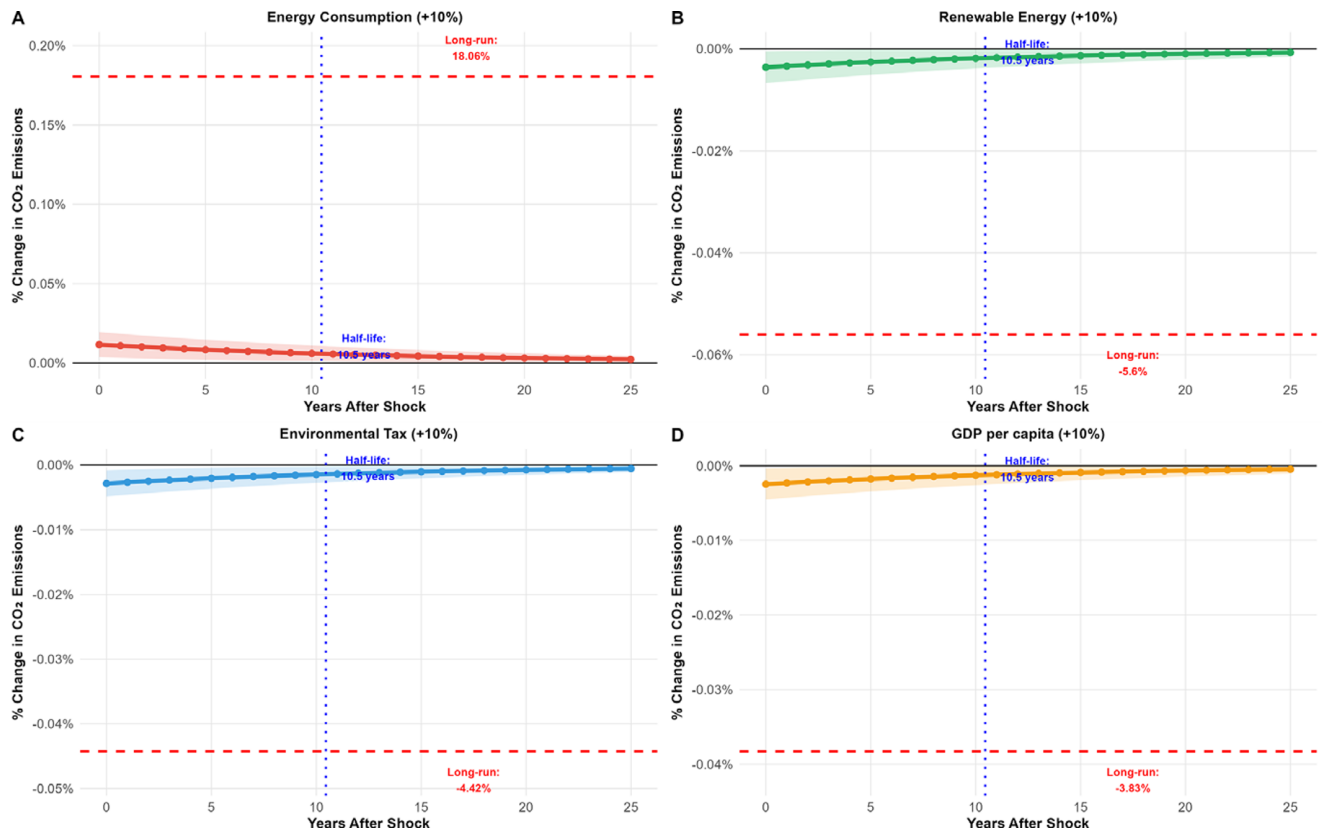 A
Energy Consumption (+10%)
% Change in CO₂ Emissions
0.20%
0.15%
0.10%
0.05%
0.00%
Long-run:
18.06%
Half-life:
10.5 years
0 5 10 15 20 25
Years After Shock
B
Renewable Energy (+10%)
% Change in CO₂ Emissions
0.00%
-0.02%
-0.04%
-0.06%
Half-life:
10.5 years
Long-run:
-5.6%
0 5 10 15 20 25
Years After Shock
C
Environmental Tax (+10%)
% Change in CO₂ Emissions
0.00%
-0.01%
-0.02%
-0.03%
-0.04%
-0.05%
Half-life:
10.5 years
Long-run:
-4.42%
0 5 10 15 20 25
Years After Shock
D
GDP per capita (+10%)
% Change in CO₂ Emissions
0.00%
-0.01%
-0.02%
-0.03%
-0.04%
Half-life:
10.5 years
Long-run:
-3.83%
0 5 10 15 20 25
Years After Shock